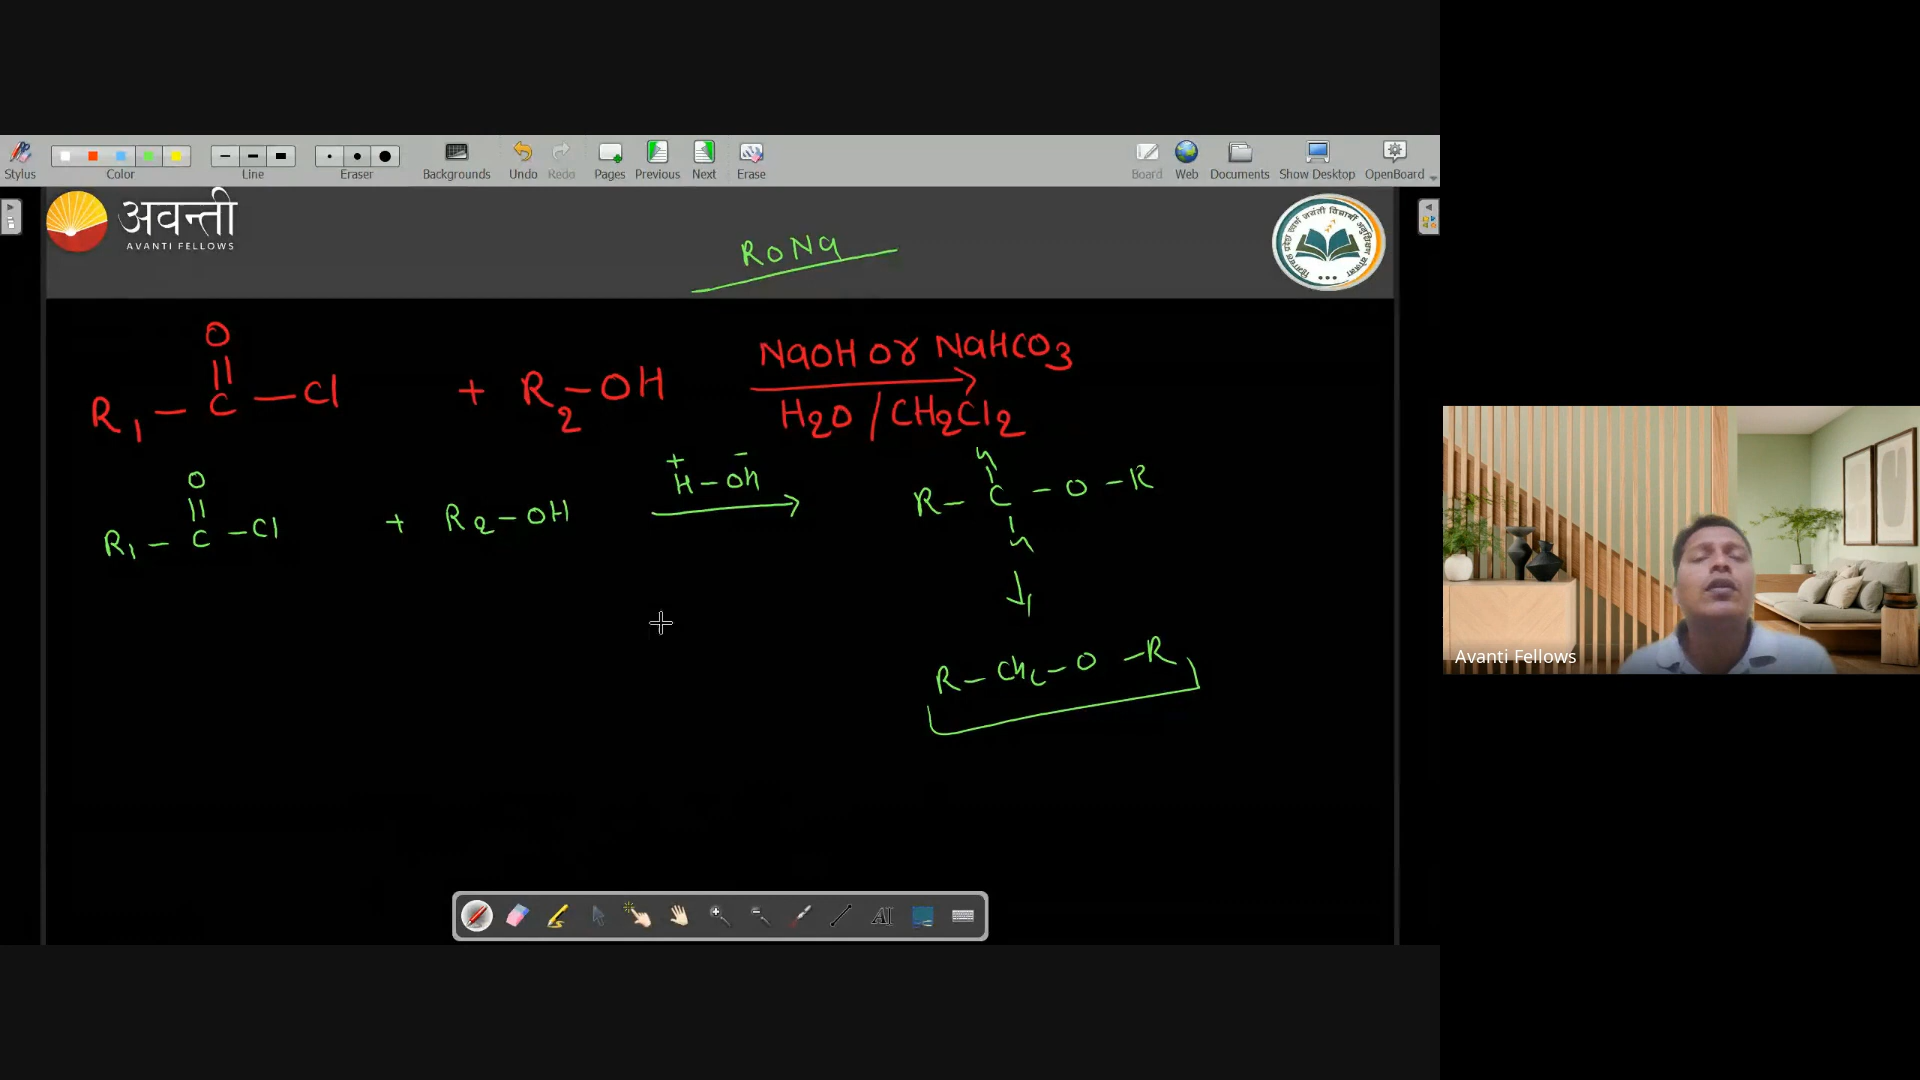 Stylus Color Line Eraser Backgrounds Undo Redo Pages Previous Next Erase Board Web Documents Show Desktop OpenBoard
अवन्ती
AVANTI FELLOWS
RONa
O
||
R1 — C — Cl + R2 — OH
NaOH Or NaHCO3
H2O / CH2Cl2
O
||
R1 — C — Cl + R2 — OH
+ -
H — OH
R — C — O — R
R — CH2 — O — R
Avanti Fellows